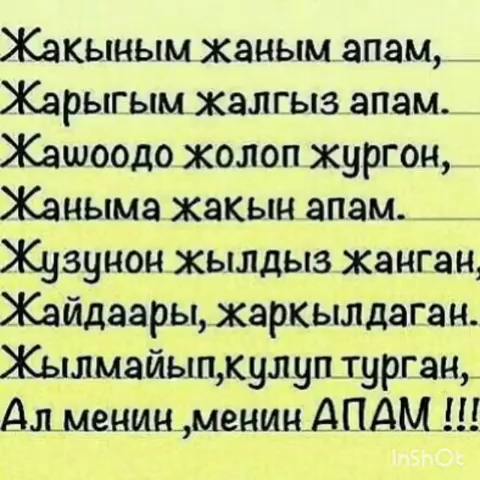 Жакыным жаным апам,
Жарыгым жалгыз апам.
Жашоодо жолоп жургон,
Жаныма жакын апам.
Жузунон жылдыз жанган,
Жайдаары, жаркылдаган.
Жылмайып,кулуп турган,
Ал менин ,менин АПАМ !!!
InShOt